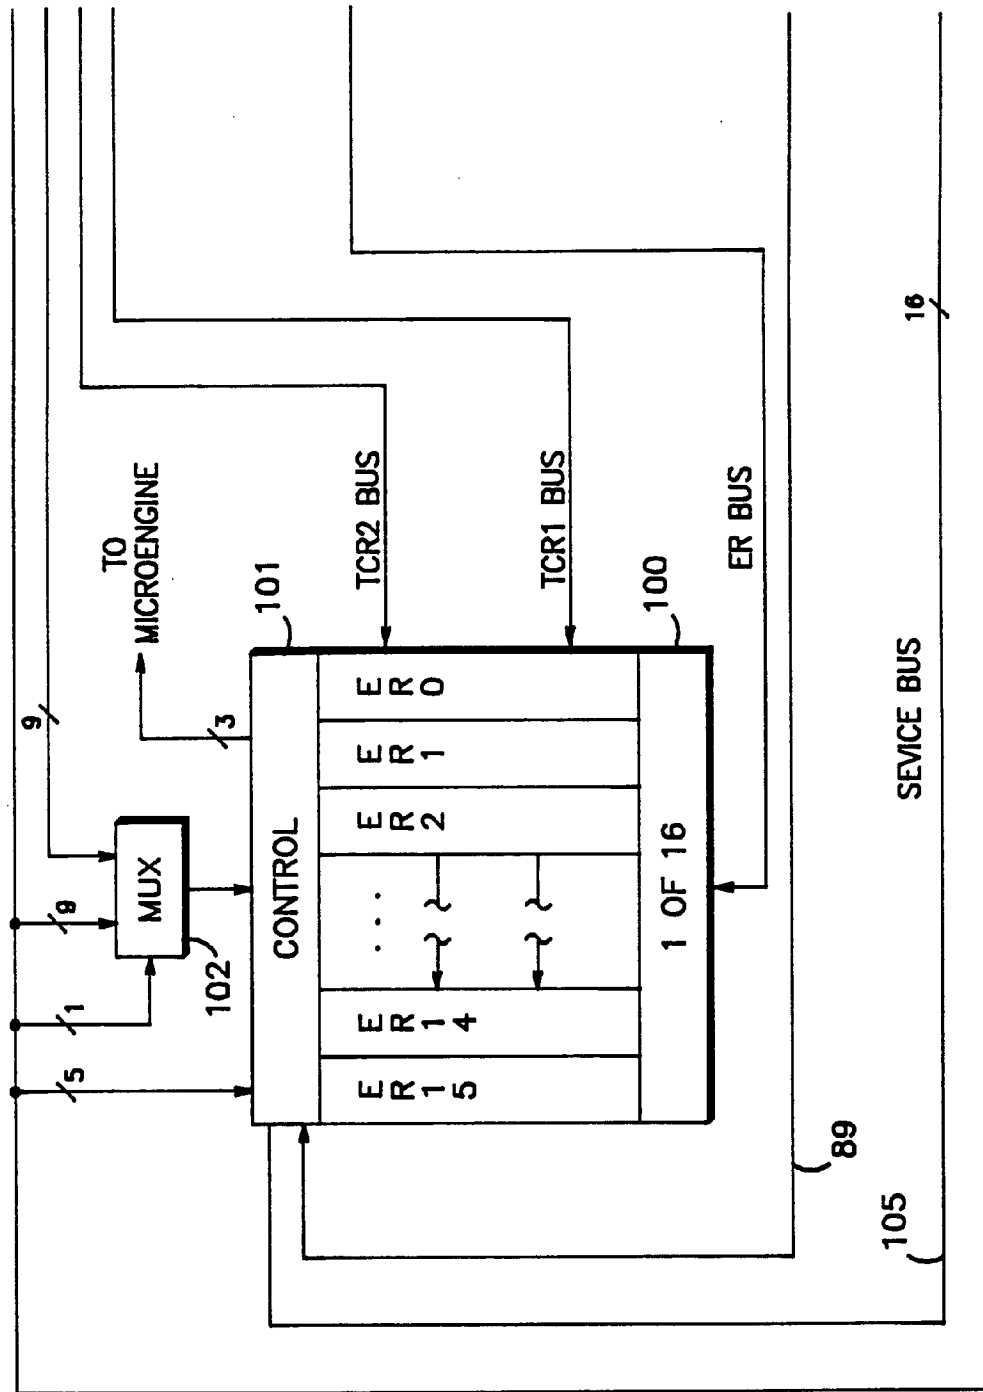 5
1
9
9
MUX
102
TO
MICROENGINE
3
CONTROL
101
ER15
ER14
. . .
ER2
ER1
ER0
TCR2 BUS
TCR1 BUS
1 OF 16
100
ER BUS
89
105
SEVICE BUS
16